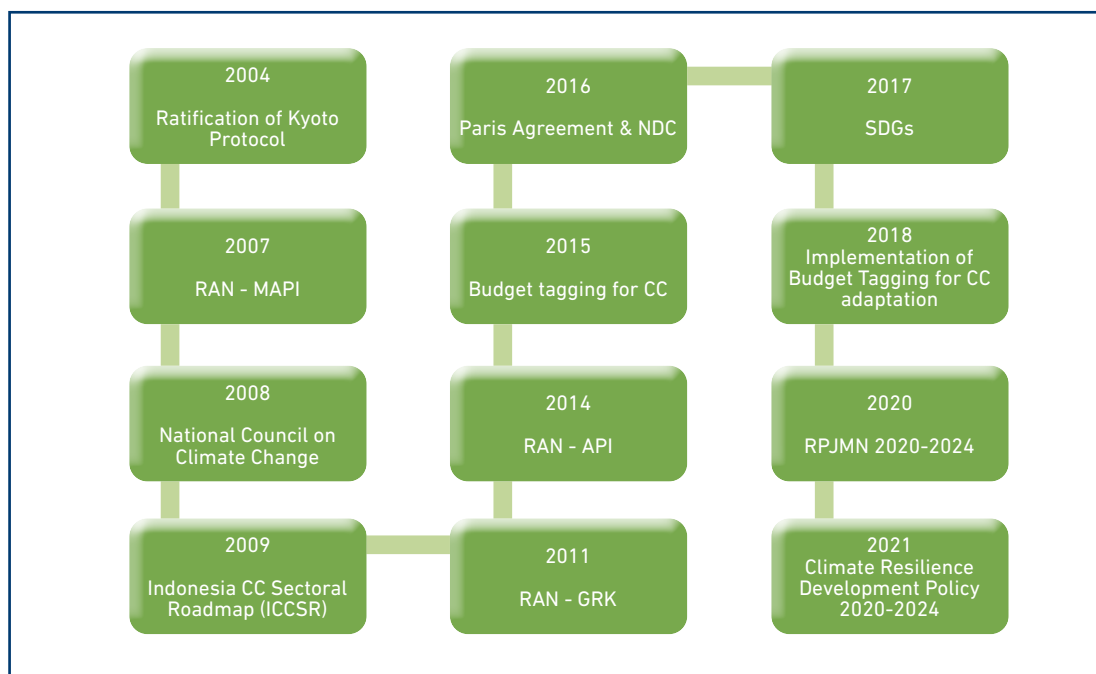 2004
Ratification of Kyoto
Protocol
2007
RAN - MAPI
2008
National Council on
Climate Change
2009
Indonesia CC Sectoral
Roadmap (ICCSR)
2011
RAN - GRK
2014
RAN - API
2015
Budget tagging for CC
2016
Paris Agreement & NDC
2017
SDGs
2018
Implementation of
Budget Tagging for CC
adaptation
2020
RPJMN 2020-2024
2021
Climate Resilience
Development Policy
2020-2024